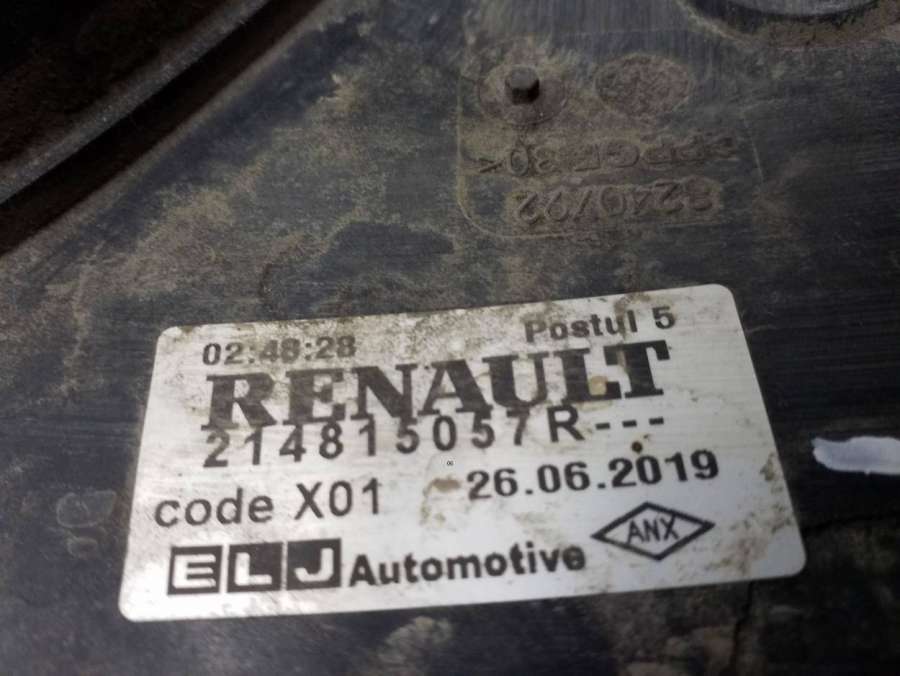 02:48:28
Postul 5
RENAULT
214815057R---
code X01
26.06.2019
ELJ Automotive
ANX